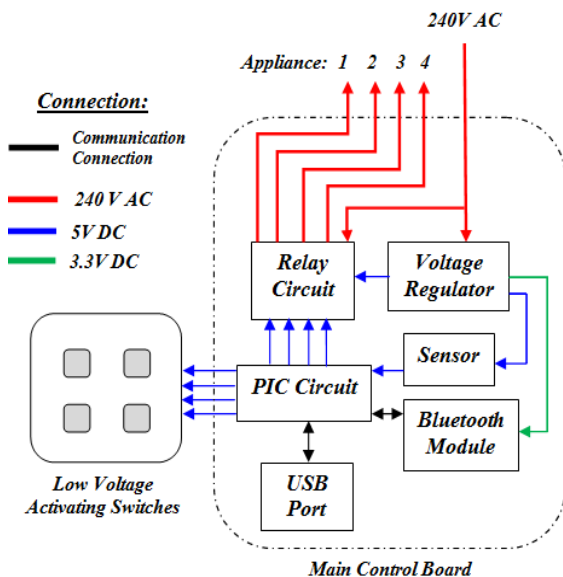 240V AC
Appliance: 1 2 3 4
Connection:
Communication
Connection
240 V AC
5V DC
3.3V DC
Relay
Circuit
Voltage
Regulator
Sensor
PIC Circuit
Bluetooth
Module
USB
Port
Low Voltage
Activating Switches
Main Control Board